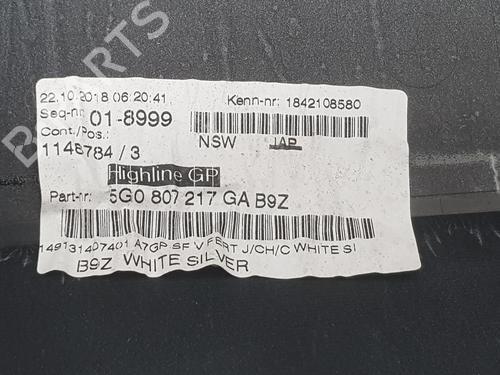 22.10.2018 06:20:41
Kenn-nr: 1842108580
Seq-nr: 01-8999
Cont./Pos.:
1148784 / 3
NSW JAP
Highline GP
Part-nr: 5G0 807 217 GA B9Z
149131407401 A7GP SF V FERT J/CH/C WHITE SI
B9Z WHITE SILVER
PARTS